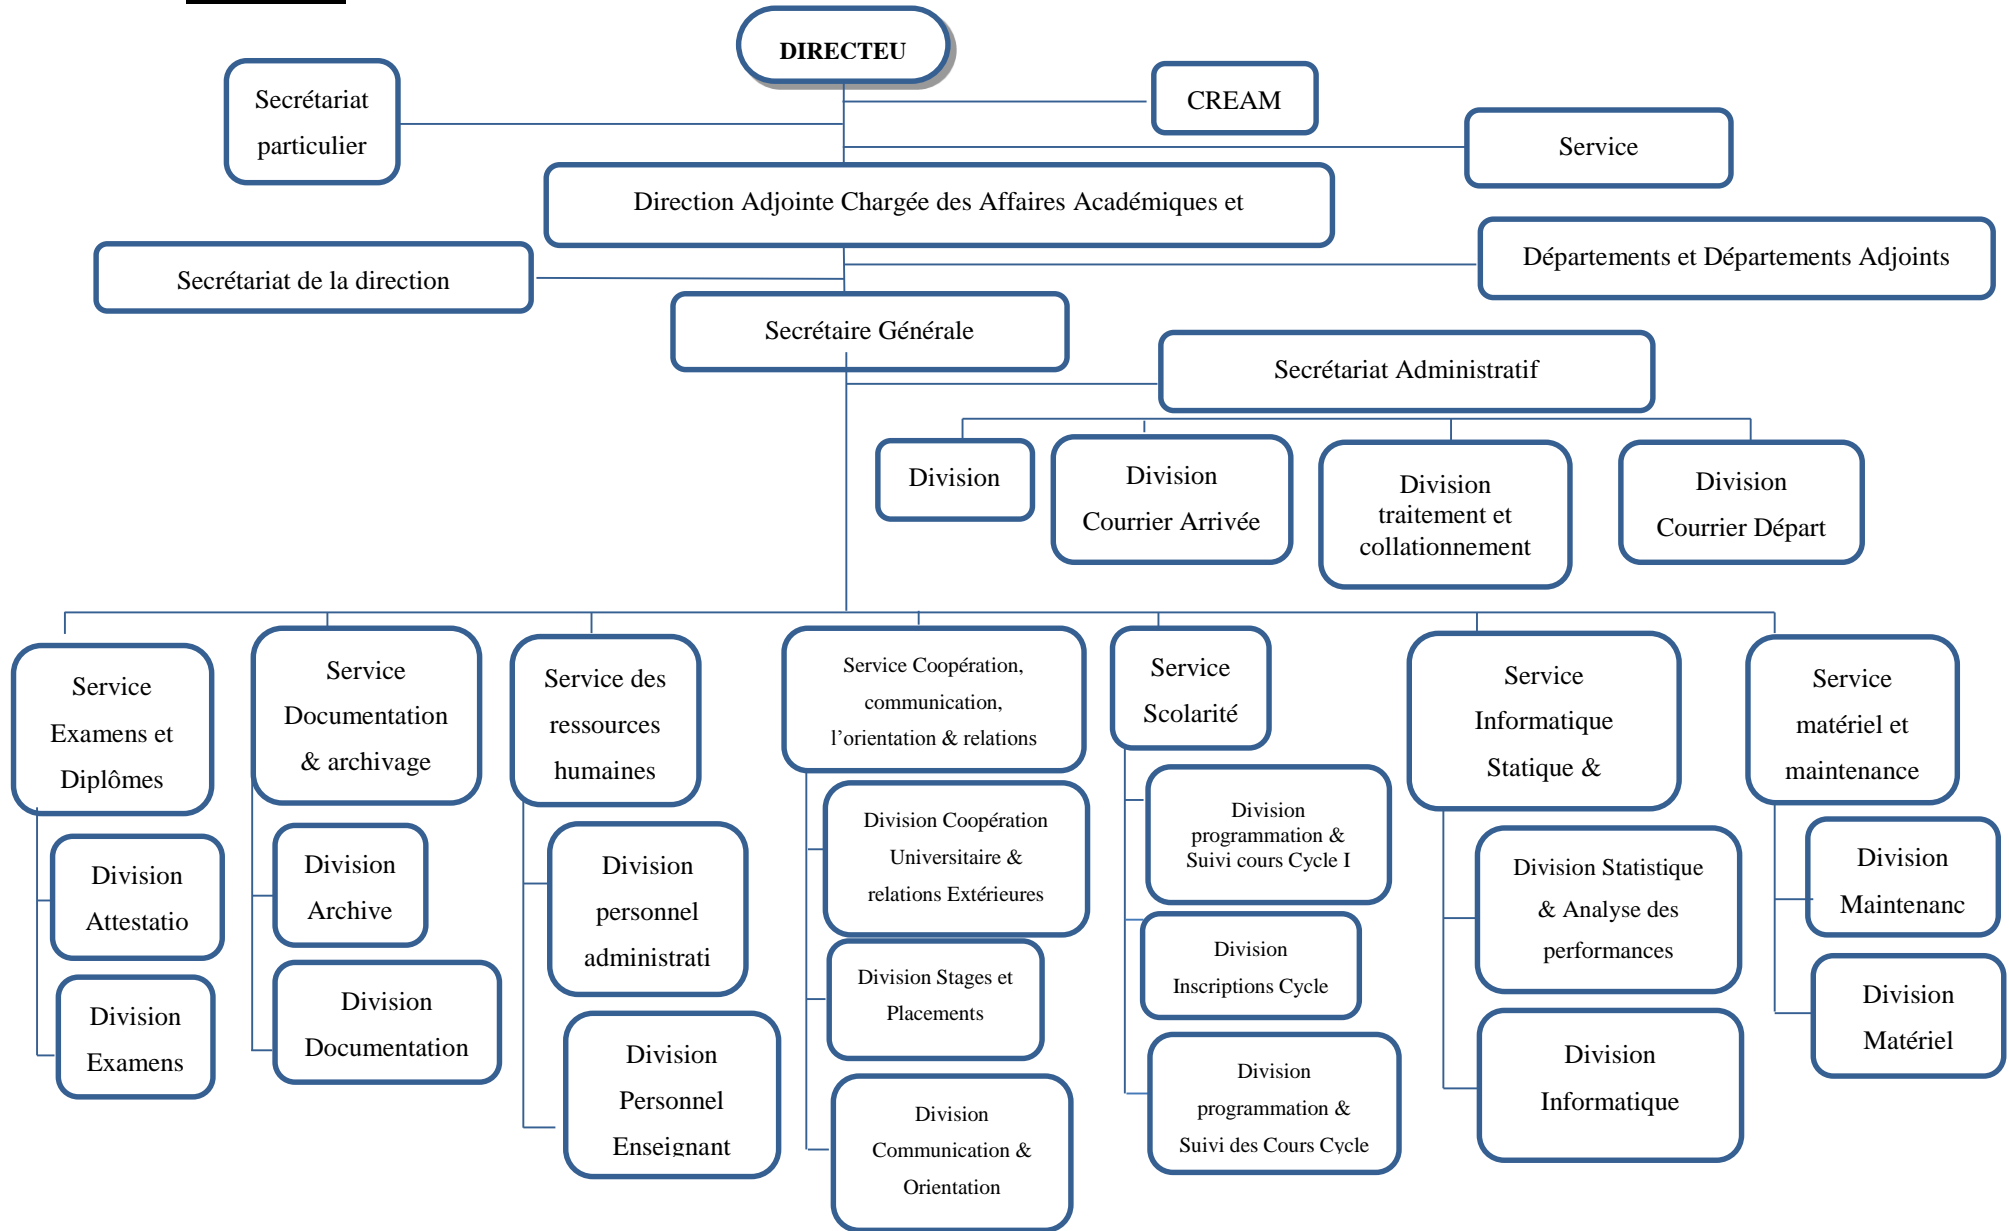 DIRECTEU
Secrétariat
particulier
CREAM
Service
Direction Adjointe Chargée des Affaires Académiques et
Départements et Départements Adjoints
Secrétariat de la direction
Secrétaire Générale
Secrétariat Administratif
Division
Division
Courrier Arrivée
Division
traitement et
collationnement
Division
Courrier Départ
Service
Examens et
Diplômes
Service
Documentation
& archivage
Service des
ressources
humaines
Service Coopération,
communication,
l’orientation & relations
Service
Scolarité
Service
Informatique
Statique &
Service
matériel et
maintenance
Division
Attestatio
Division
Examens
Division
Archive
Division
Documentation
Division
personnel
administrati
Division
Personnel
Enseignant
Division Coopération
Universitaire &
relations Extérieures
Division Stages et
Placements
Division
Communication &
Orientation
Division
programmation &
Suivi cours Cycle I
Division
Inscriptions Cycle
Division
programmation &
Suivi des Cours Cycle
Division Statistique
& Analyse des
performances
Division
Informatique
Division
Maintenanc
Division
Matériel